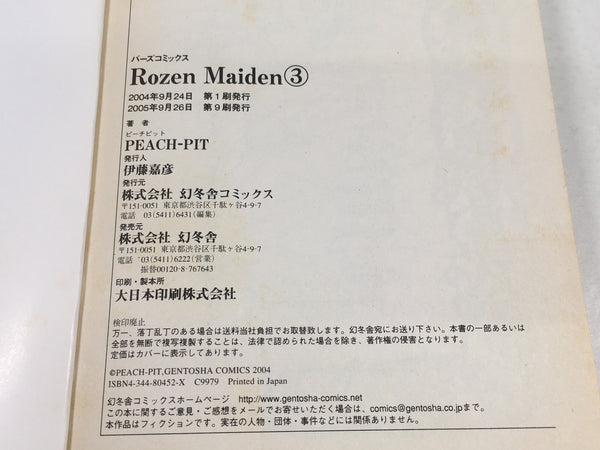 バーズコミックス
Rozen Maiden③
2004年9月24日 第1刷発行
2005年9月26日 第9刷発行
著 者
ピーチピット
PEACH-PIT
発行人
伊藤嘉彦
発行元
株式会社 幻冬舎コミックス
〒151-0051 東京都渋谷区千駄ヶ谷4-9-7
電話 03(5411)6431(編集)
発売元
株式会社 幻冬舎
〒151-0051 東京都渋谷区千駄ヶ谷4-9-7
電話 03(5411)6222(営業)
振替00120-8-767643
印刷・製本所
大日本印刷株式会社
検印廃止
万一、落丁乱丁のある場合は送料当社負担でお取替致します。幻冬舎宛にお送り下さい。本書の一部あるいは
全部を無断で複写複製することは、法律で認められた場合を除き、著作権の侵害となります。
定価はカバーに表示してあります。
©PEACH-PIT,GENTOSHA COMICS 2004
ISBN4-344-80452-X C9979 Printed in Japan
幻冬舎コミックスホームページ http://www.gentosha-comics.net
この本に関するご意見・ご感想をメールでお寄せいただく場合は、comics@gentosha.co.jpまで。
本作品はフィクションです。実在の人物・団体・事件などには関係ありません。